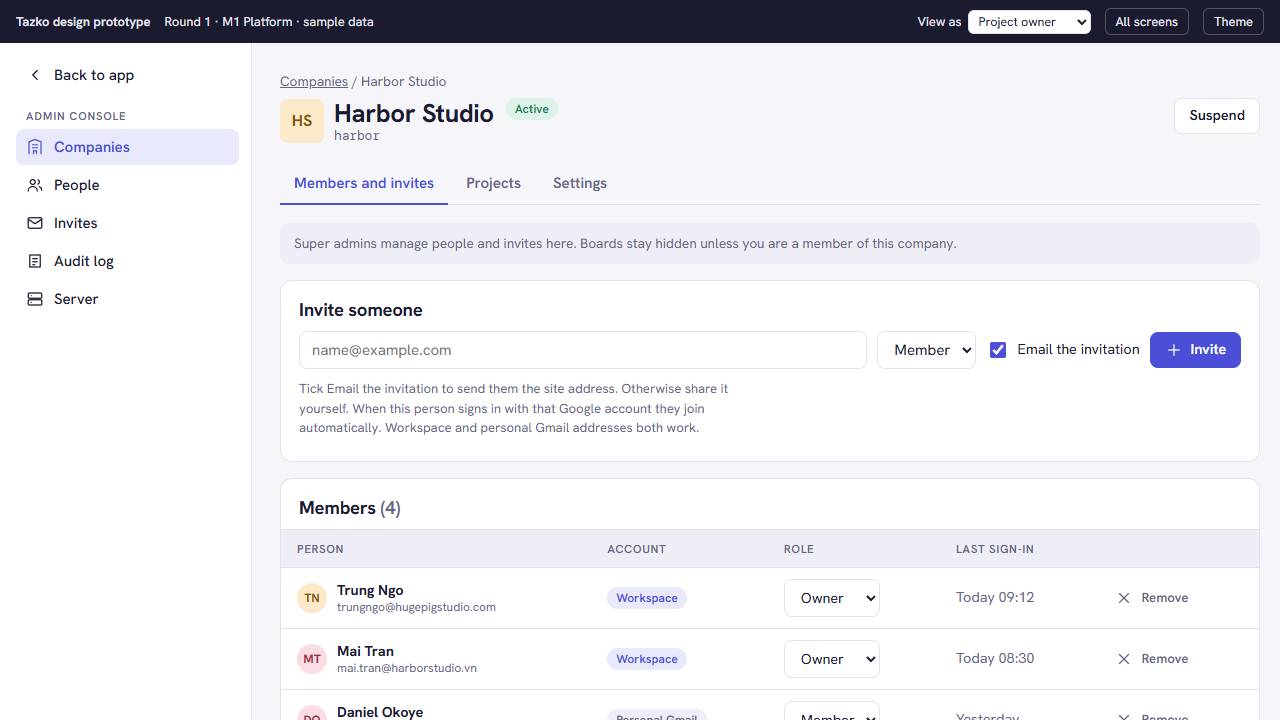 Tazko design prototype Round 1 · M1 Platform · sample data View as Project owner All screens Theme
Back to app
ADMIN CONSOLE
Companies
People
Invites
Audit log
Server
Companies / Harbor Studio
HS Harbor Studio Active
harbor
Suspend
Members and invites Projects Settings
Super admins manage people and invites here. Boards stay hidden unless you are a member of this company.
Invite someone
name@example.com Member Email the invitation Invite
Tick Email the invitation to send them the site address. Otherwise share it
yourself. When this person signs in with that Google account they join
automatically. Workspace and personal Gmail addresses both work.
Members (4)
PERSON ACCOUNT ROLE LAST SIGN-IN
TN Trung Ngo Workspace Owner Today 09:12 Remove
trungngo@hugepigstudio.com
MT Mai Tran Workspace Owner Today 08:30 Remove
mai.tran@harborstudio.vn
DO Daniel Okoye Personal Gmail Member Yesterday Remove